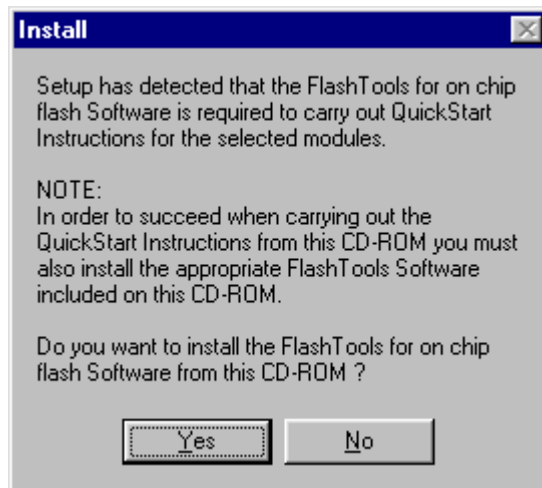 Install
Setup has detected that the FlashTools for on chip
flash Software is required to carry out QuickStart
Instructions for the selected modules.
NOTE:
In order to succeed when carrying out the
QuickStart Instructions from this CD-ROM you must
also install the appropriate FlashTools Software
included on this CD-ROM.
Do you want to install the FlashTools for on chip
flash Software from this CD-ROM ?
Yes
No